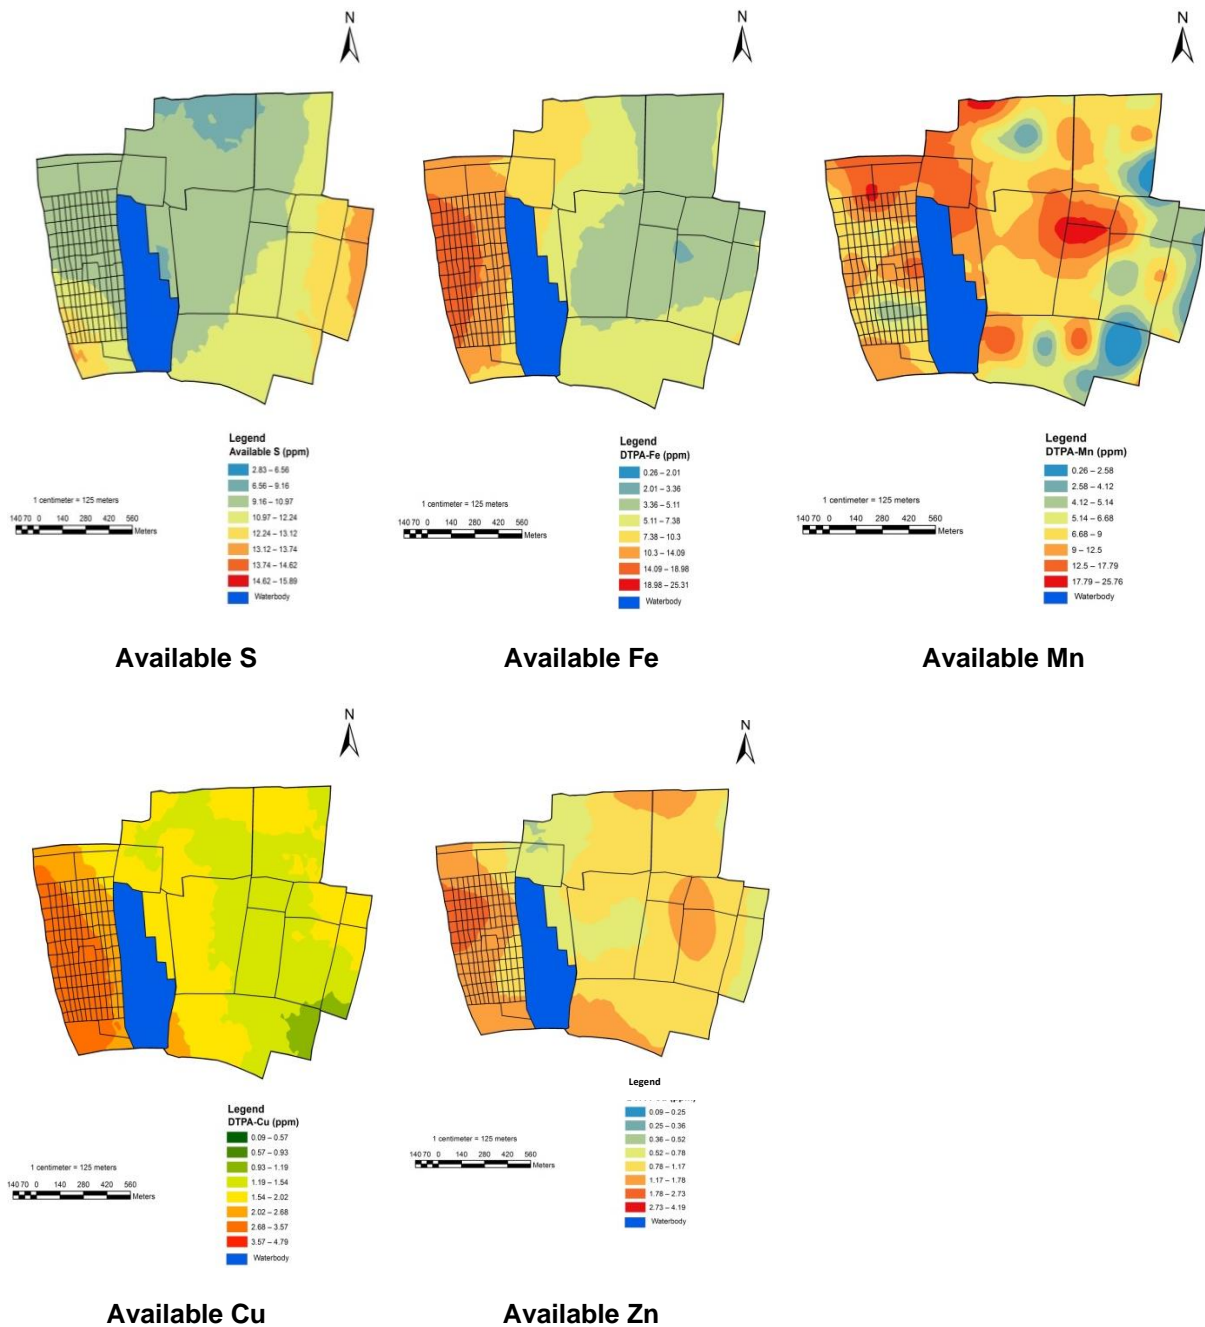 N
N
N
Legend
Available S (ppm)
2.83 – 6.56
6.56 – 9.16
9.16 – 10.97
10.97 – 12.24
12.24 – 13.12
13.12 – 13.74
13.74 – 14.62
14.62 – 15.89
Waterbody
1 centimeter = 125 meters
140 70 0 140 280 420 560
Meters
Legend
DTPA-Fe (ppm)
0.26 – 2.01
2.01 – 3.36
3.36 – 5.11
5.11 – 7.38
7.38 – 10.3
10.3 – 14.09
14.09 – 18.98
18.98 – 25.31
Waterbody
1 centimeter = 125 meters
140 70 0 140 280 420 560
Meters
Legend
DTPA-Mn (ppm)
0.26 – 2.58
2.58 – 4.12
4.12 – 5.14
5.14 – 6.68
6.68 – 9
9 – 12.5
12.5 – 17.79
17.79 – 25.76
Waterbody
1 centimeter = 125 meters
140 70 0 140 280 420 560
Meters
Available S
Available Fe
Available Mn
N
N
Legend
DTPA-Cu (ppm)
0.09 – 0.57
0.57 – 0.93
0.93 – 1.19
1.19 – 1.54
1.54 – 2.02
2.02 – 2.68
2.68 – 3.57
3.57 – 4.79
Waterbody
1 centimeter = 125 meters
140 70 0 140 280 420 560
Meters
Legend
(ppm)
0.09 – 0.25
0.25 – 0.36
0.36 – 0.52
0.52 – 0.78
0.78 – 1.17
1.17 – 1.78
1.78 – 2.73
2.73 – 4.19
Waterbody
1 centimeter = 125 meters
140 70 0 140 280 420 560
Meters
Available Cu
Available Zn